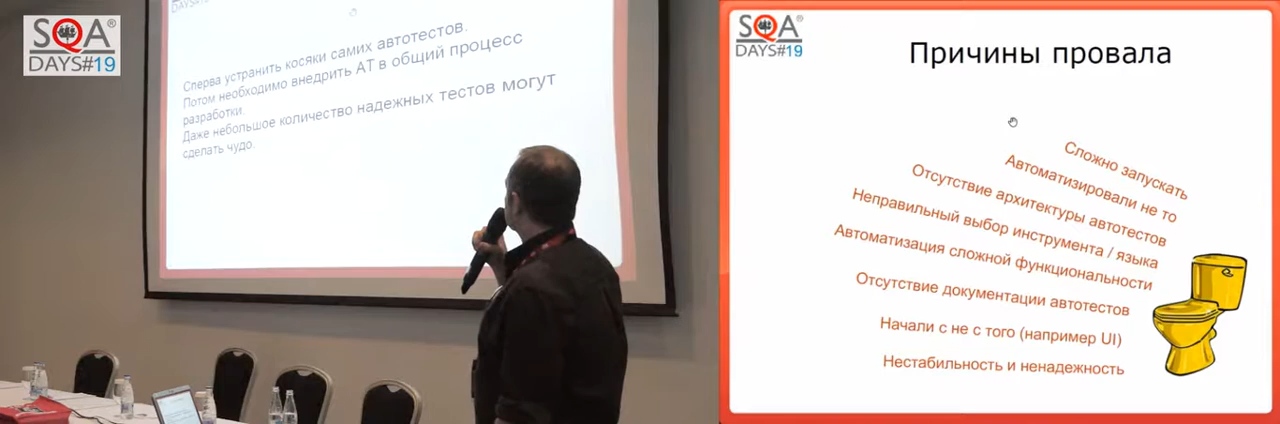 SQA®
DAYS#19
DAYS#19
Сперва устранить косяки самих автотестов.
Потом необходимо внедрить АТ в общий процесс
разработки.
Даже небольшое количество надежных тестов могут
сделать чудо.
SQA®
DAYS#19
Причины провала
Сложно запускать
Автоматизировали не то
Отсутствие архитектуры автотестов
Неправильный выбор инструмента / языка
Автоматизация сложной функциональности
Отсутствие документации автотестов
Начали с не с того (например UI)
Нестабильность и ненадежность